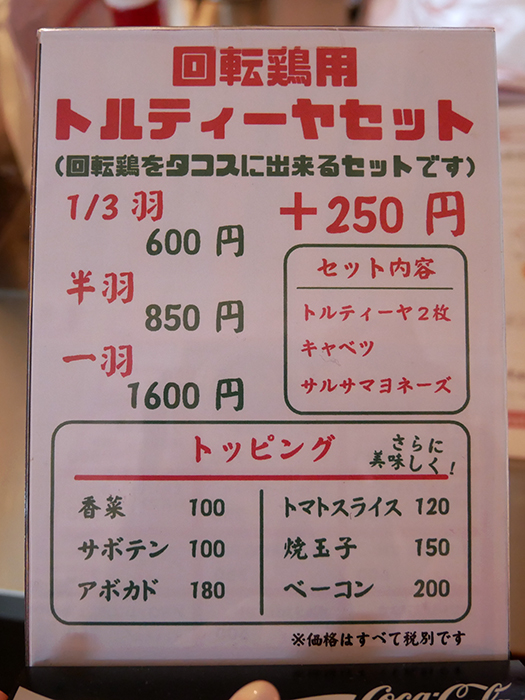 回転鶏用
トルティーヤセット
(回転鶏をタコスに出来るセットです)
1/3 羽
600 円
半羽
850 円
一羽
1600 円
+250 円
セット内容
トルティーヤ2枚
キャベツ
サルサマヨネーズ
トッピング
さらに
美味しく!
香菜 100
サボテン 100
アボカド 180
トマトスライス 120
焼玉子 150
ベーコン 200
※価格はすべて税別です
Coca-Cola